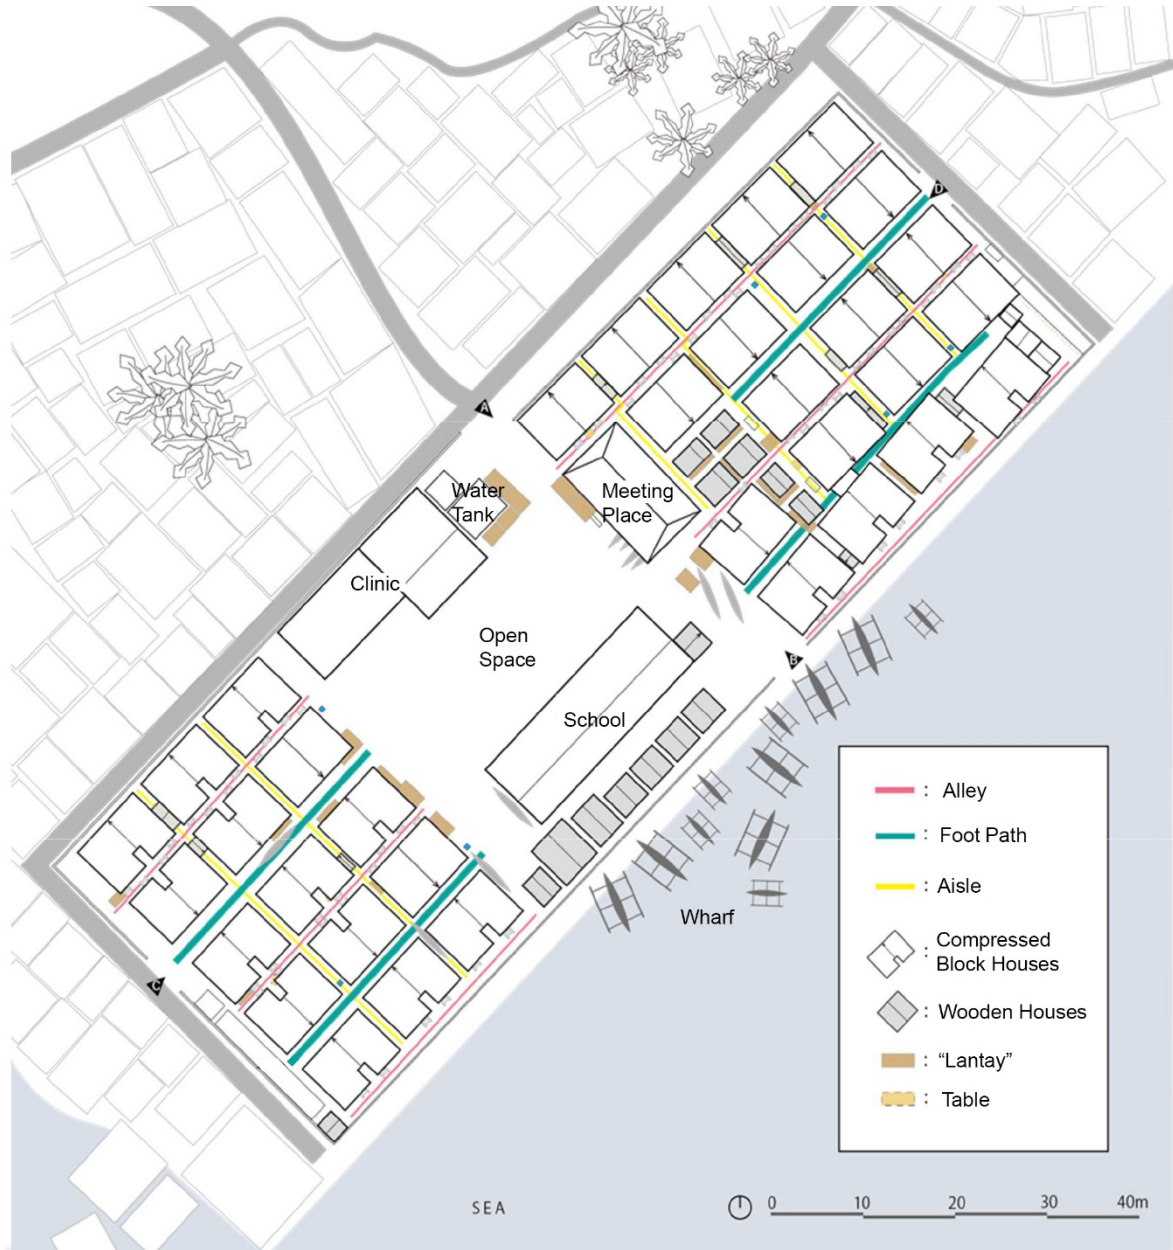 D
A
Water
Tank
Meeting
Place
Clinic
Open
Space
B
School
: Alley
: Foot Path
: Aisle
Wharf
: Compressed
Block Houses
C
: Wooden Houses
: “Lantay”
: Table
SEA
0 10 20 30 40m